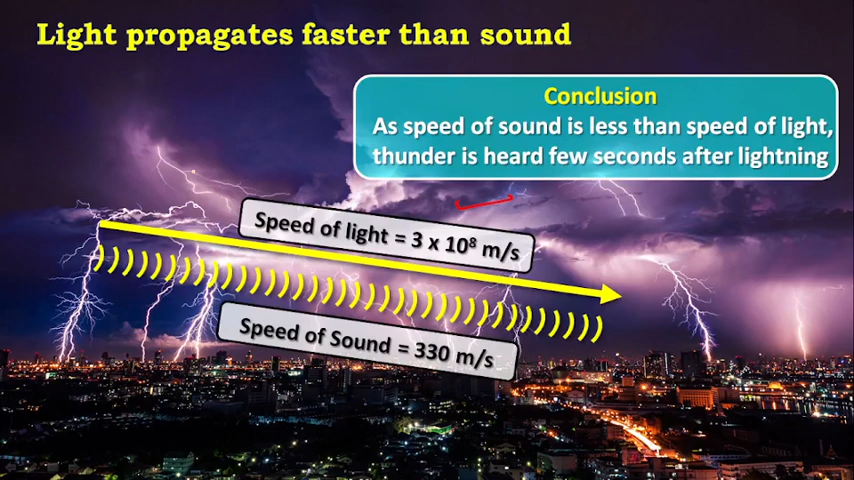 Light propagates faster than sound
Conclusion
As speed of sound is less than speed of light,
thunder is heard few seconds after lightning
Speed of light = 3 x 10⁸ m/s
Speed of Sound = 330 m/s